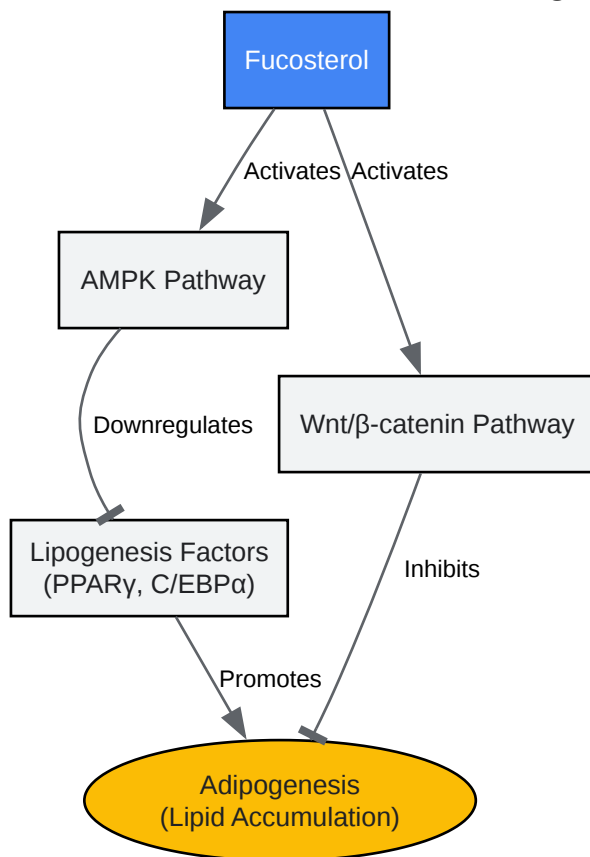 Fucosterol
Activates Activates
AMPK Pathway
Wnt/β-catenin Pathway
Downregulates
Lipogenesis Factors
(PPARγ, C/EBPα)
Inhibits
Promotes
Adipogenesis
(Lipid Accumulation)